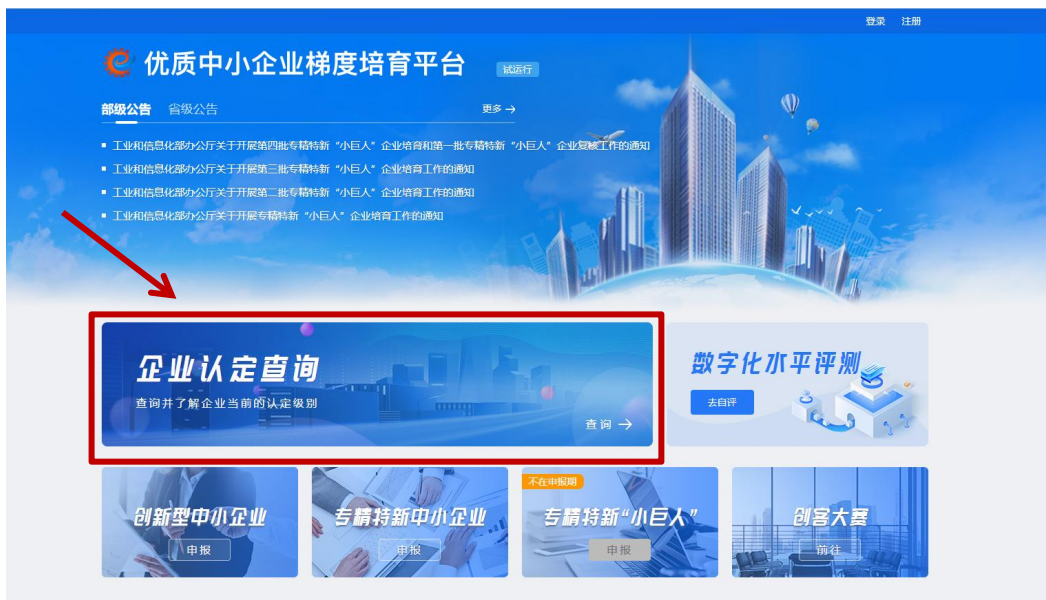 登录 注册
优质中小企业梯度培育平台 试运行
部级公告 省级公告 更多 →
工业和信息化部办公厅关于开展第四批专精特新“小巨人”企业培育和第一批专精特新“小巨人”企业复核工作的通知
工业和信息化部办公厅关于开展第三批专精特新“小巨人”企业培育工作的通知
工业和信息化部办公厅关于开展第二批专精特新“小巨人”企业培育工作的通知
工业和信息化部办公厅关于开展专精特新“小巨人”企业培育工作的通知
企业认定查询
查询并了解企业当前的认定级别
查询 →
数字化水平评测
去自评
创新型中小企业
申报
专精特新中小企业
申报
不在申报期
专精特新“小巨人”
申报
创客大赛
前往